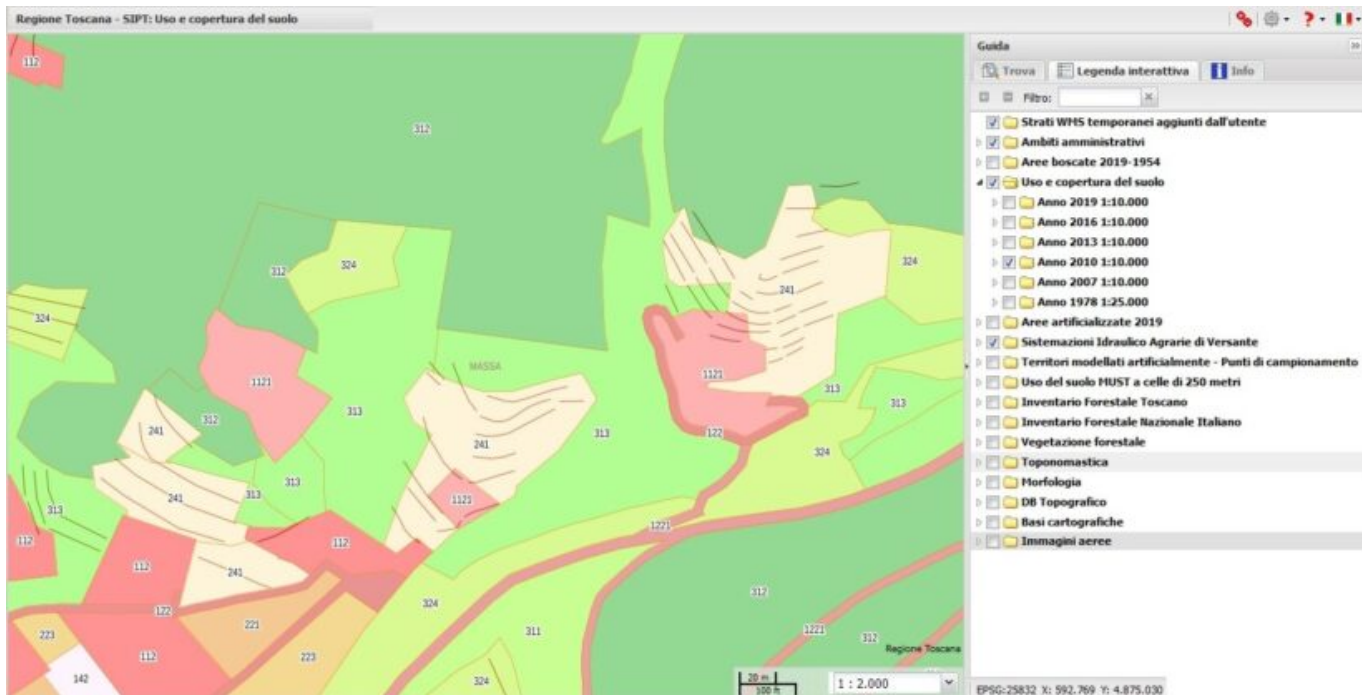 Regione Toscana - SIPT: Uso e copertura del suolo
Guida
Trova
Legenda interattiva
Info
Filtro:
Strati WMS temporanei aggiunti dall'utente
Ambiti amministrativi
Aree boscate 2019-1954
Uso e copertura del suolo
Anno 2019 1:10.000
Anno 2016 1:10.000
Anno 2013 1:10.000
Anno 2010 1:10.000
Anno 2007 1:10.000
Anno 1978 1:25.000
Aree artificializzate 2019
Sistemazioni Idraulico Agrarie di Versante
Territori modellati artificialmente - Punti di campionamento
Uso del suolo MUST a celle di 250 metri
Inventario Forestale Toscano
Inventario Forestale Nazionale Italiano
Vegetazione forestale
Toponomastica
Morfologia
DB Topografico
Basi cartografiche
Immagini aeree
112
312
324
312
324
241
324
MASSA
1121
1121
313
313
313
312
241
313
122
241
324
313
313
241
1121
313
112
1221
112
112
241
312
122
324
223
221
311
1221
312
112
223
Regione Toscana
142
324
20 m
100 ft
1 : 2.000
EPSG:25832 X: 592.769 Y: 4.875.030